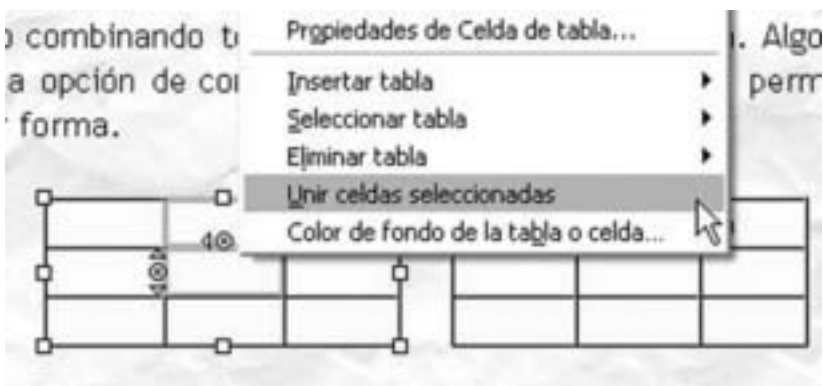 combinando
Propiedades de Celda de tabla...
. Algo
a opción de
perm
forma.
Insertar tabla
Seleccionar tabla
Eliminar tabla
Unir celdas seleccionadas
Color de fondo de la tabla o celda...